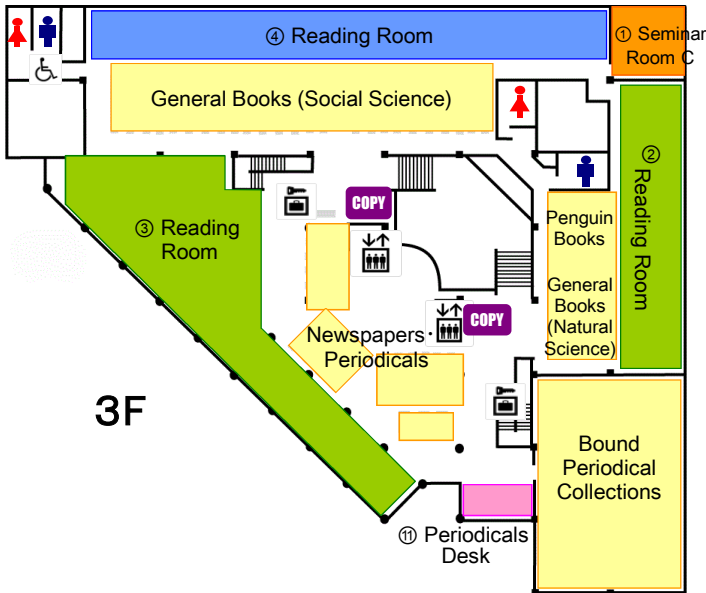 ④ Reading Room
① Seminar
Room C
General Books (Social Science)
② Reading Room
③ Reading
Room
COPY
Penguin
Books
General
Books
(Natural
Science)
COPY
Newspapers・
Periodicals
3F
Bound
Periodical
Collections
⑪ Periodicals
Desk